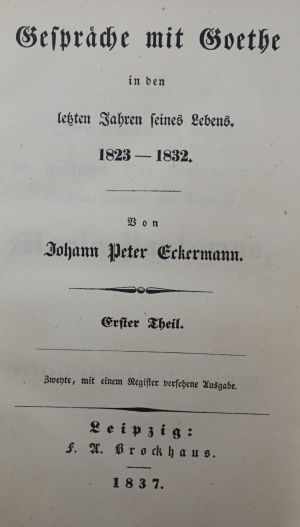 Geſpräche mit Goethe
in den
letzten Jahren ſeines Lebens.
1823—1832.
Von
Johann Peter Eckermann.
Erſter Theil.
Zweyte, mit einem Regiſter verſehene Ausgabe.
Leipzig:
F. A. Brockhaus.
1837.